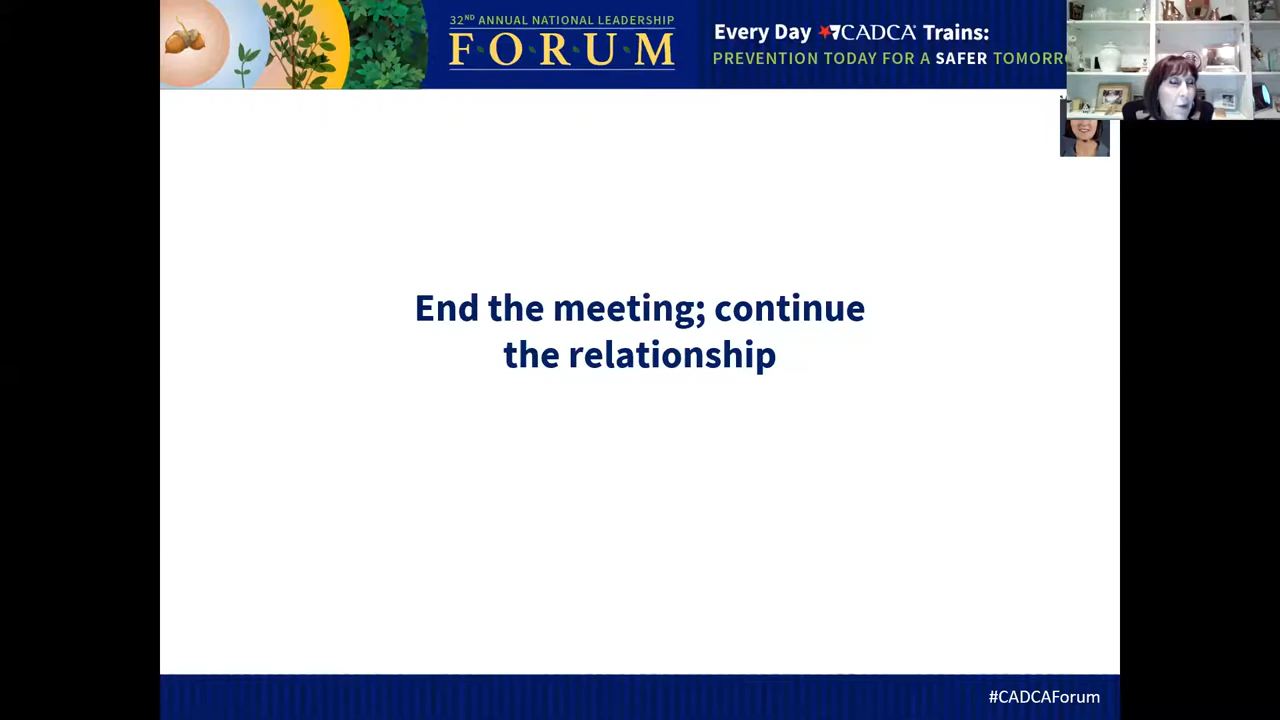 32ND ANNUAL NATIONAL LEADERSHIP
F·O·R·U·M
Every Day CADCA Trains:
PREVENTION TODAY FOR A SAFER TOMORR
End the meeting; continue
the relationship
#CADCAForum